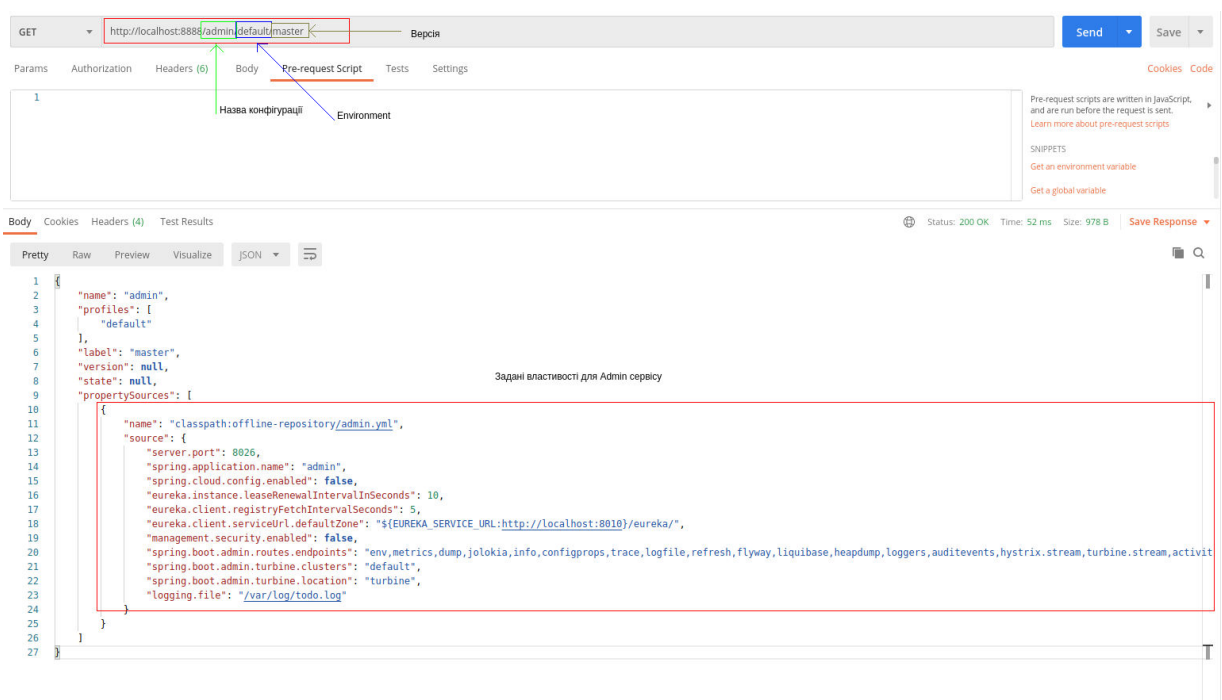 GET http://localhost:8888/admin/default/master Версія Send Save
Params Authorization Headers (6) Body Pre-request Script Tests Settings Cookies Code
1
Назва конфігурації
Environment
Pre-request scripts are written in JavaScript,
and are run before the request is sent.
Learn more about pre-request scripts
SNIPPETS
Get an environment variable
Get a global variable
Body Cookies Headers (4) Test Results Status: 200 OK Time: 52 ms Size: 978 B Save Response
Pretty Raw Preview Visualize JSON
1 {
2 "name": "admin",
3 "profiles": [
4 "default"
5 ],
6 "label": "master",
7 "version": null,
8 "state": null,
Задані властивості для Admin сервісу
9 "propertySources": [
10 {
11 "name": "classpath:offline-repository/admin.yml",
12 "source": {
13 "server.port": 8026,
14 "spring.application.name": "admin",
15 "spring.cloud.config.enabled": false,
16 "eureka.instance.leaseRenewalIntervalInSeconds": 10,
17 "eureka.client.registryFetchIntervalSeconds": 5,
18 "eureka.client.serviceUrl.defaultZone": "${EUREKA_SERVICE_URL:http://localhost:8010}/eureka/",
19 "management.security.enabled": false,
20 "spring.boot.admin.routes.endpoints": "env,metrics,dump,jolokia,info,configprops,trace,logfile,refresh,flyway,liquibase,heapdump,loggers,auditevents,hystrix.stream,turbine.stream,activit
21 "spring.boot.admin.turbine.clusters": "default",
22 "spring.boot.admin.turbine.location": "turbine",
23 "logging.file": "/var/log/todo.log"
24 }
25 }
26 ]
27 }